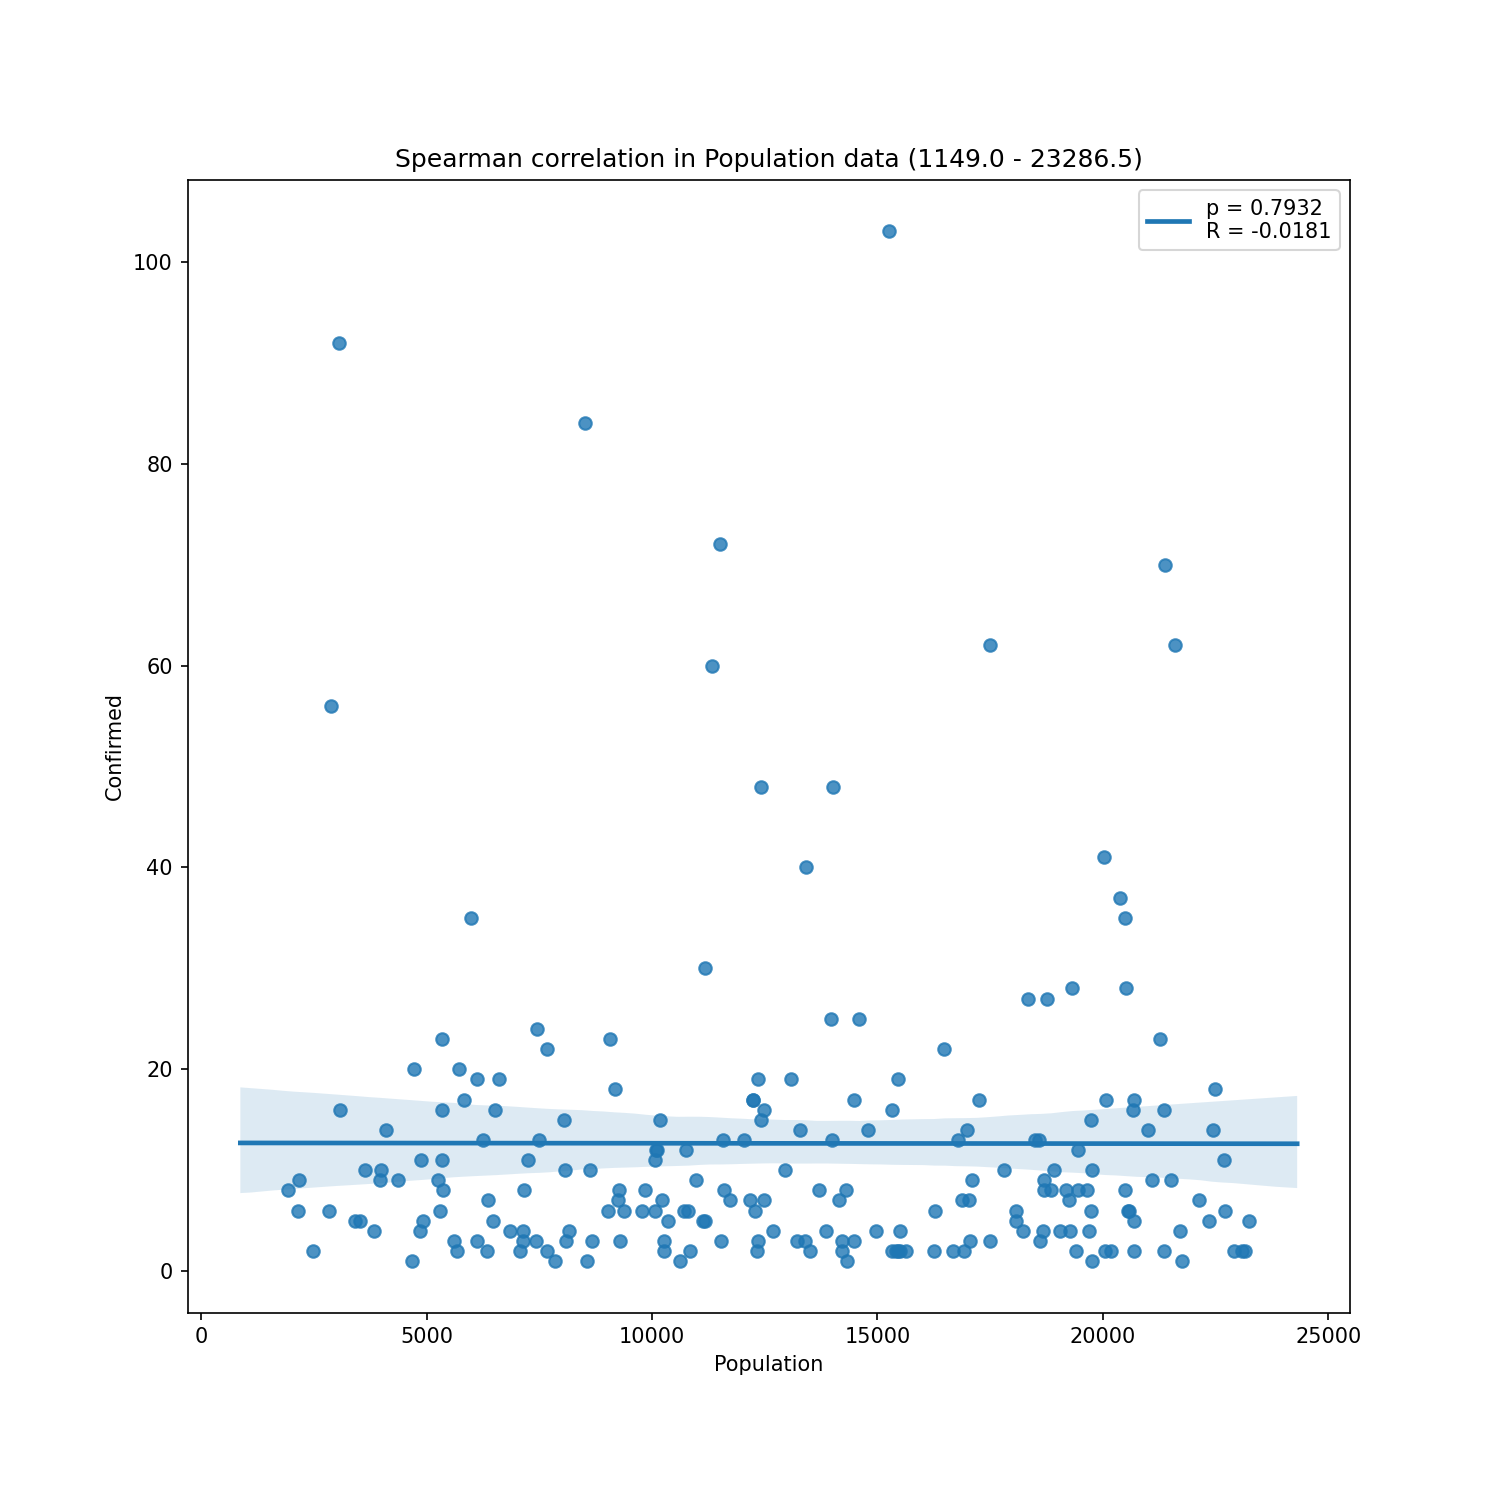 Spearman correlation in Population data (1149.0 - 23286.5)
p = 0.7932
R = -0.0181
100
80
60
40
20
0
Confirmed
0 5000 10000 15000 20000 25000
Population